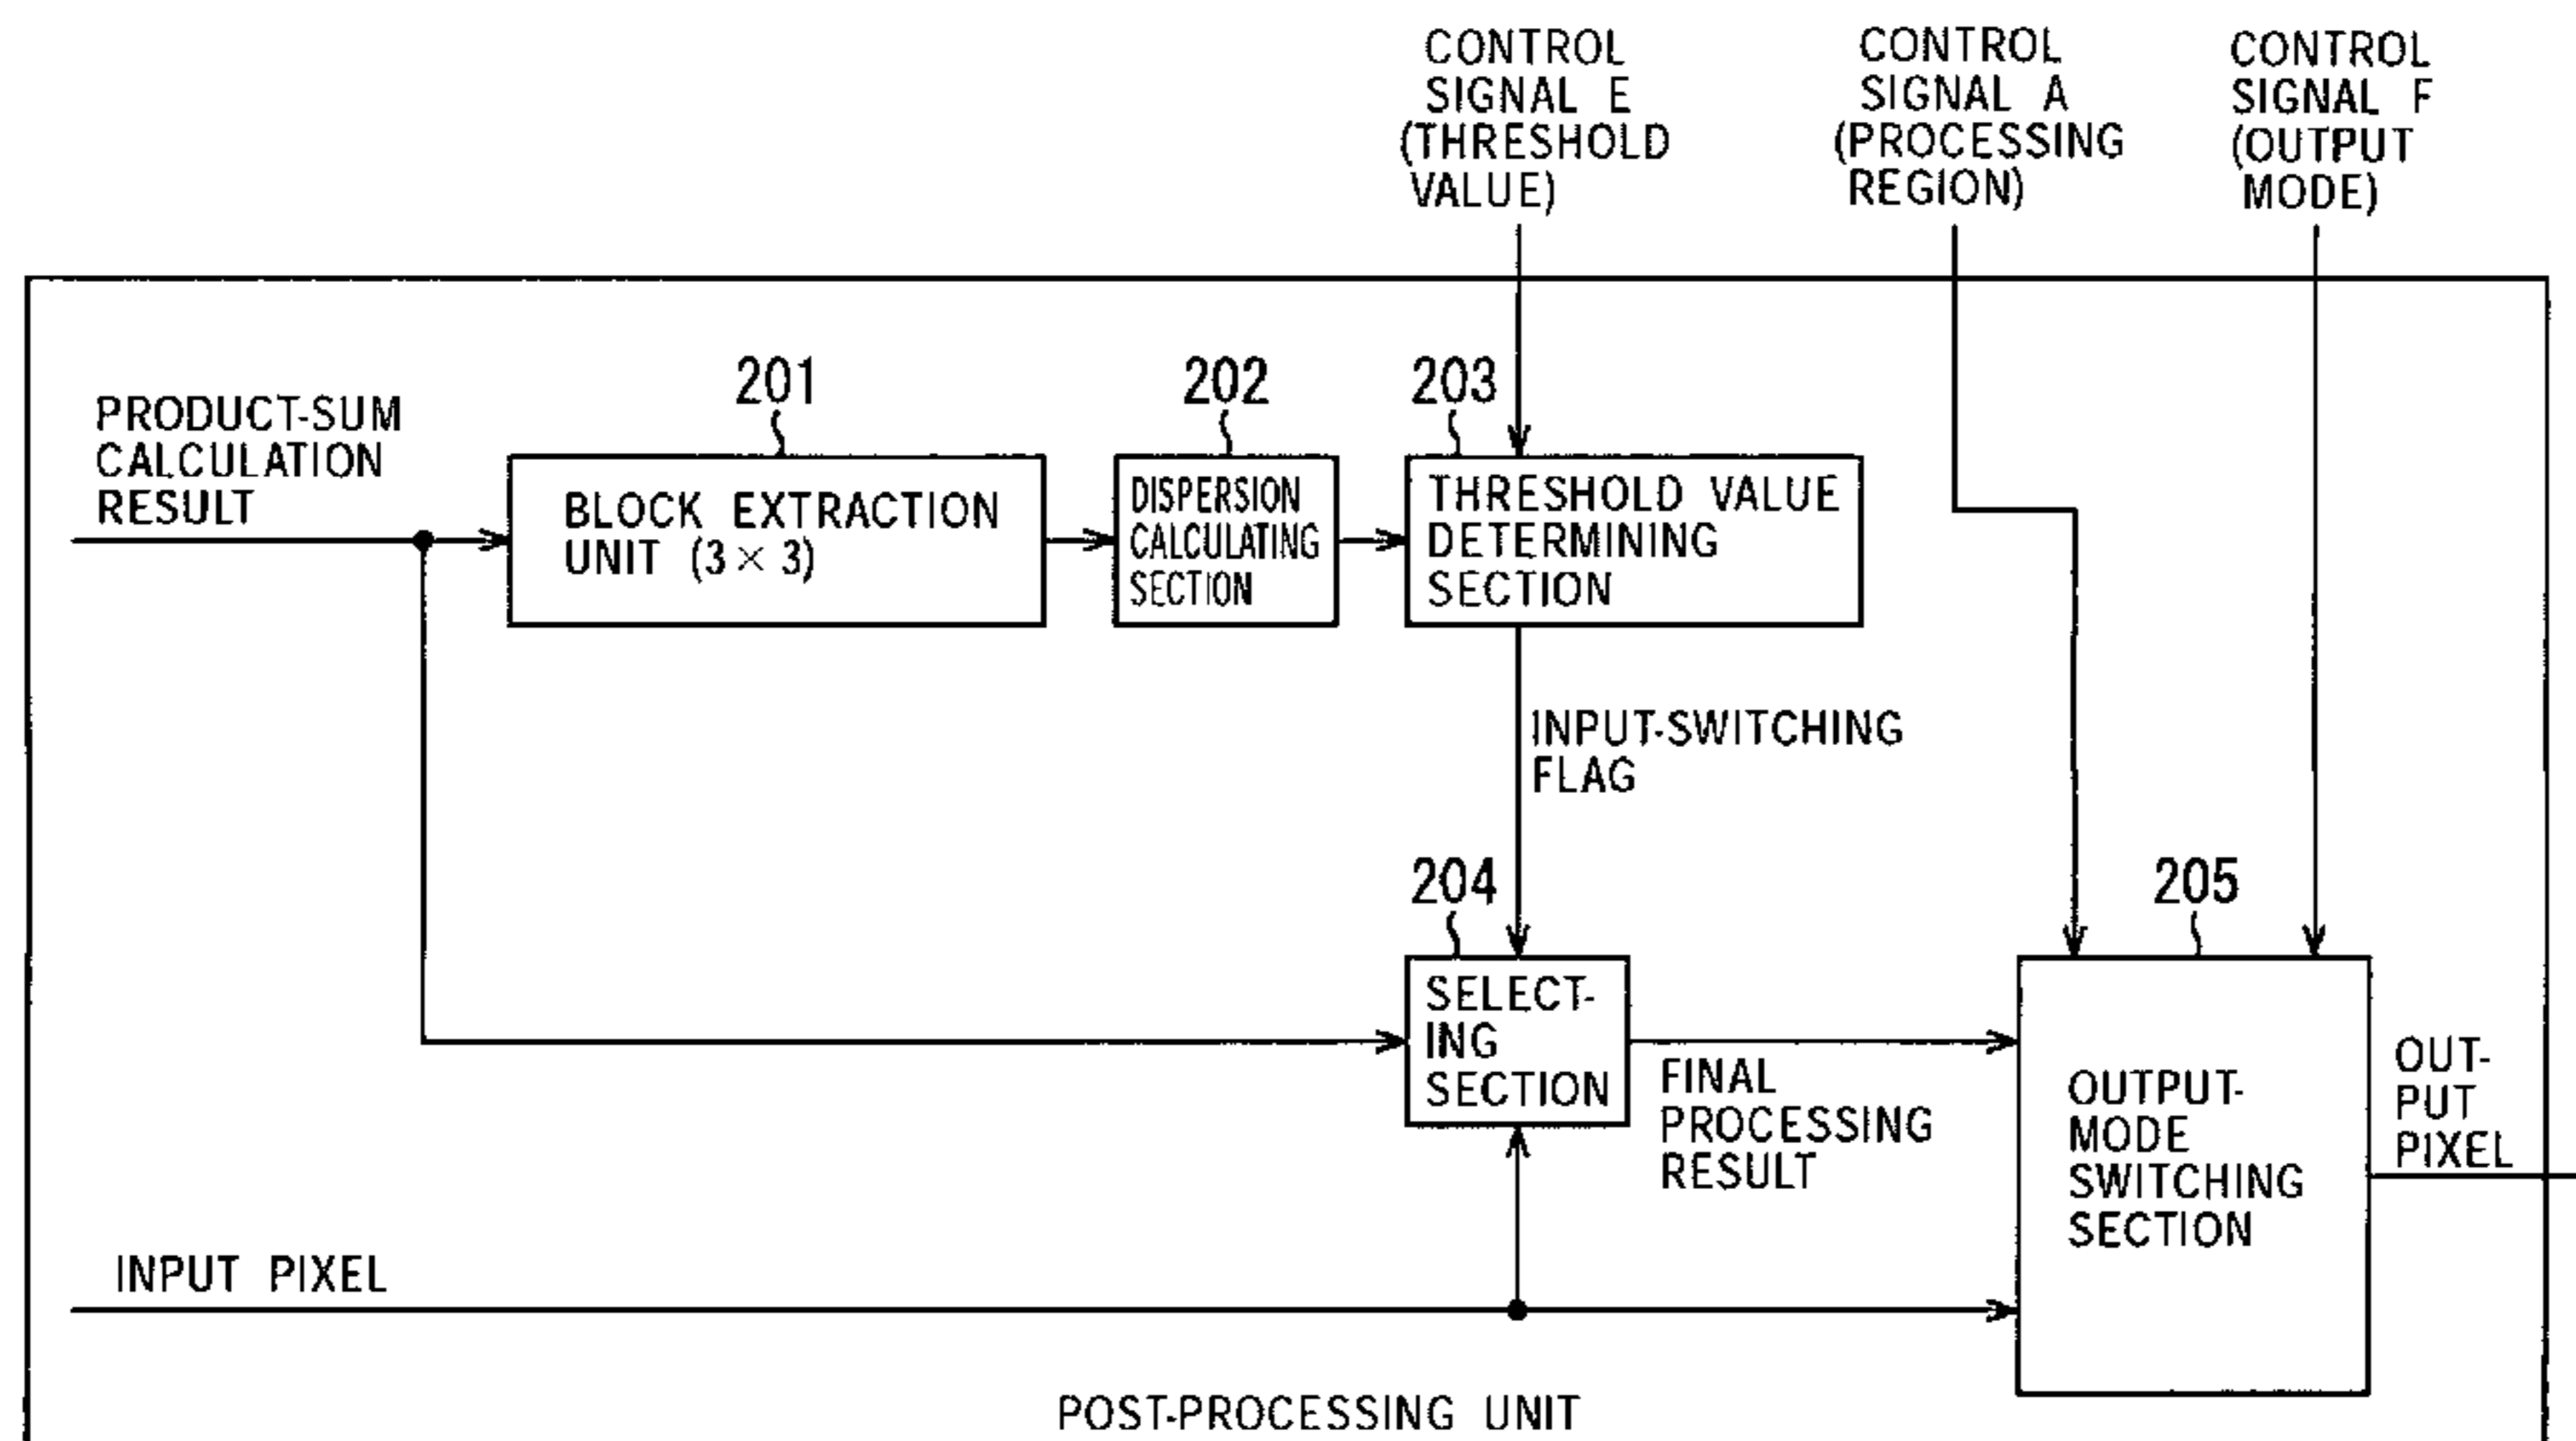 CONTROL
SIGNAL E
(THRESHOLD
VALUE)
CONTROL
SIGNAL A
(PROCESSING
REGION)
CONTROL
SIGNAL F
(OUTPUT
MODE)
PRODUCT-SUM
CALCULATION
RESULT
201
BLOCK EXTRACTION
UNIT (3 × 3)
202
DISPERSION
CALCULATING
SECTION
203
THRESHOLD VALUE
DETERMINING
SECTION
INPUT-SWITCHING
FLAG
204
SELECT-
ING
SECTION
FINAL
PROCESSING
RESULT
205
OUTPUT-
MODE
SWITCHING
SECTION
OUT-
PUT
PIXEL
INPUT PIXEL
POST-PROCESSING UNIT